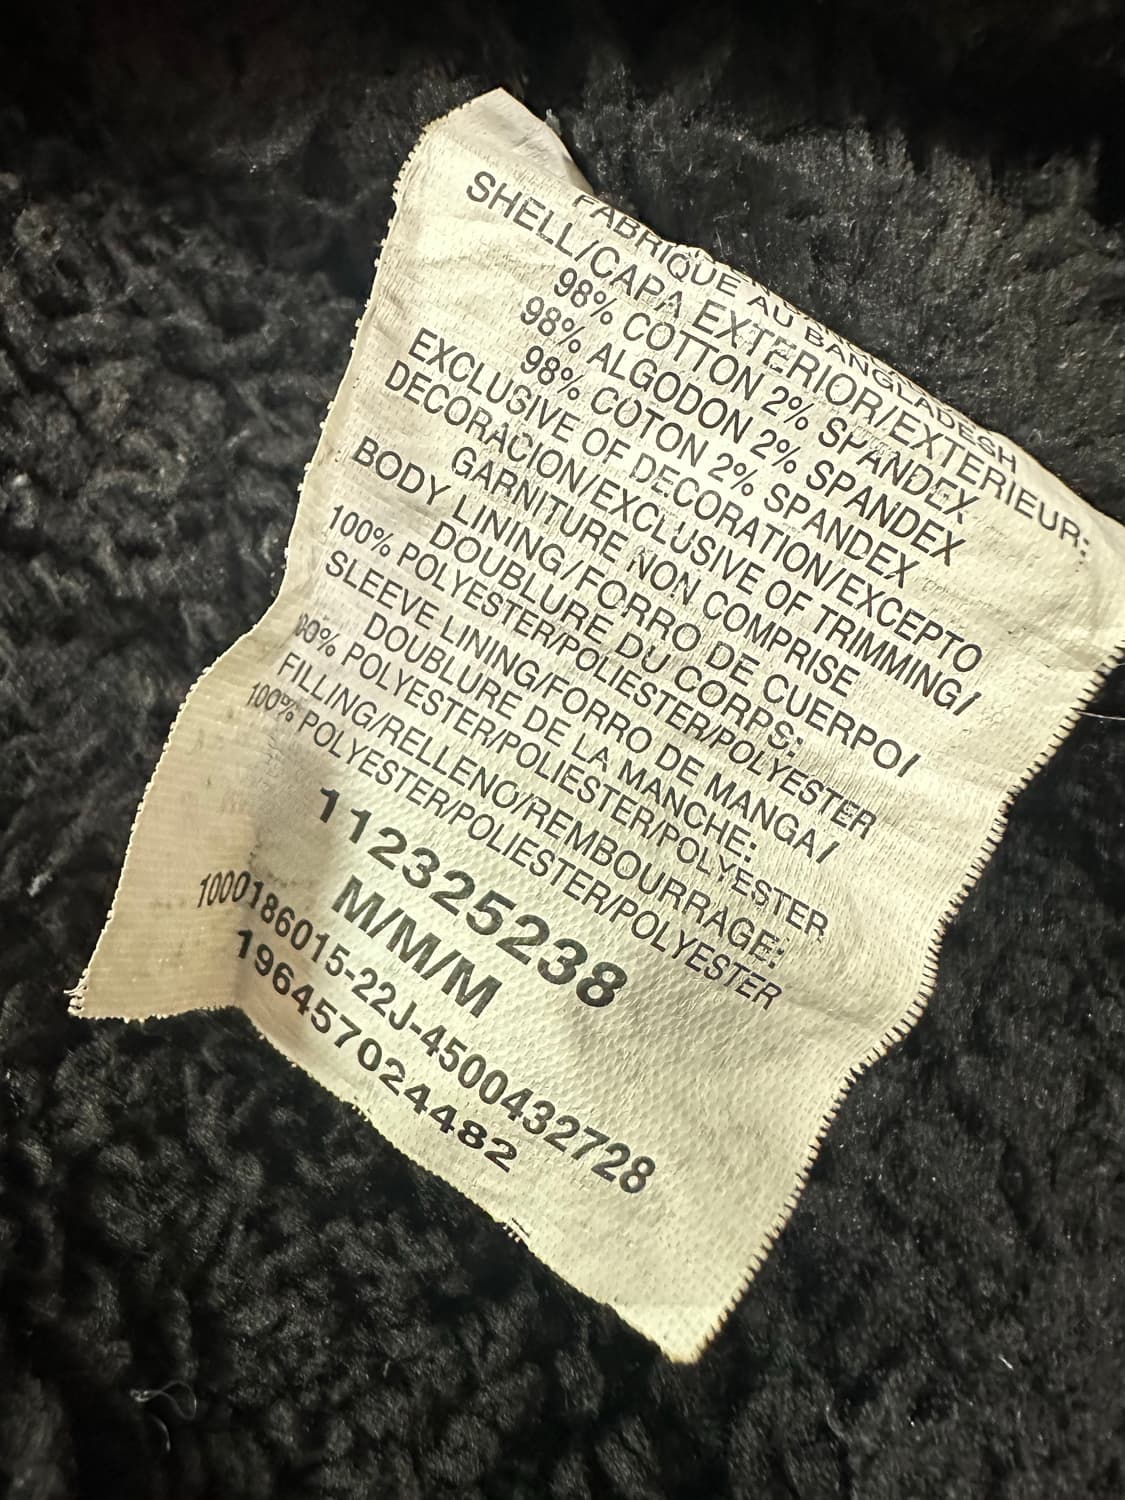 FABRIQUE AU BANGLADESH
SHELL/CAPA EXTERIOR/EXTERIEUR:
98% COTTON 2% SPANDEX
98% ALGODON 2% SPANDEX
98% COTON 2% SPANDEX
EXCLUSIVE OF DECORATION/EXCEPTO
DECORACION/EXCLUSIVE OF TRIMMING/
GARNITURE NON COMPRISE
BODY LINING/FORRO DE CUERPO/
DOUBLURE DU CORPS:
100% POLYESTER/POLIESTER/POLYESTER
SLEEVE LINING/FORRO DE MANGA/
DOUBLURE DE LA MANCHE:
100% POLYESTER/POLIESTER/POLYESTER
FILLING/RELLENO/REMBOURRAGE:
100% POLYESTER/POLIESTER/POLYESTER
112325238
M/M/M
1000186015-22J-4500432728
196457024482